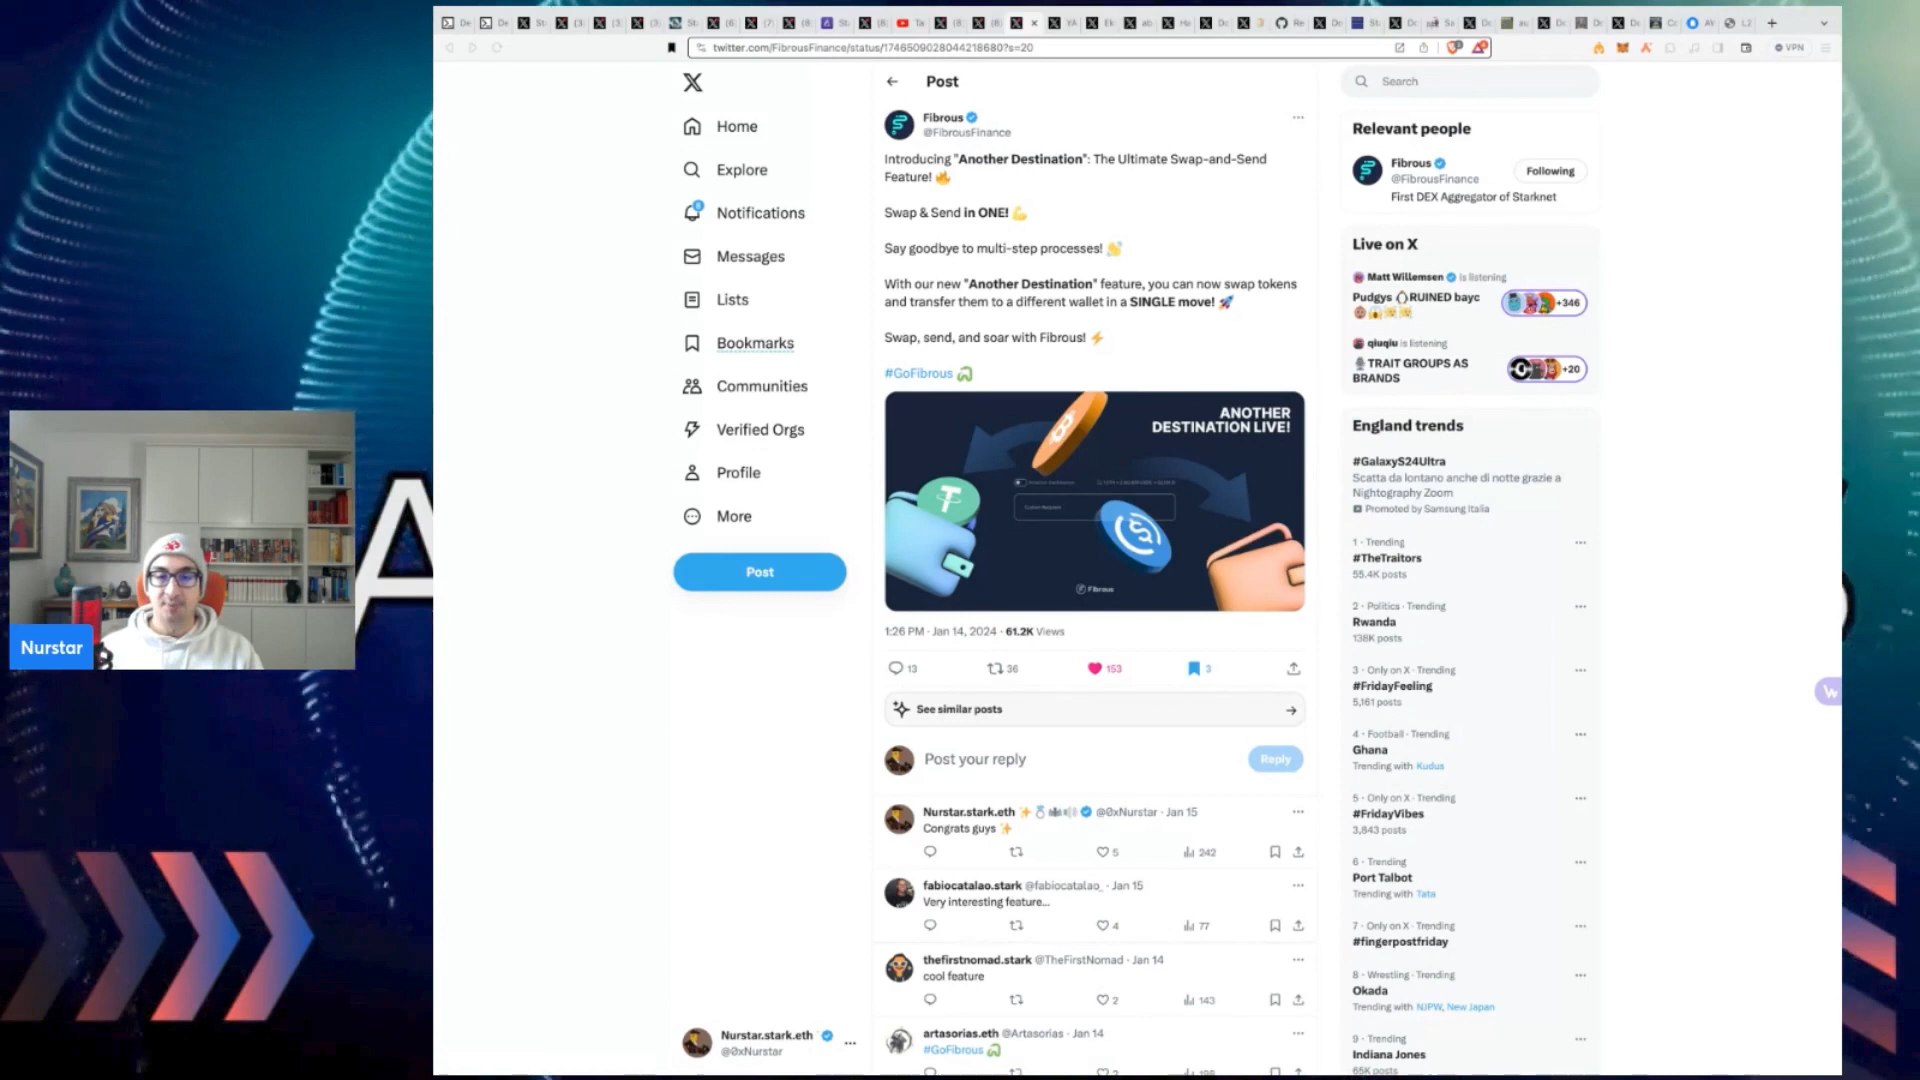 twitter.com/FibrousFinance/status/1746509028044218680?s=20
VPN
Home
Explore
Notifications
Messages
Lists
Bookmarks
Communities
Verified Orgs
Profile
More
Post
Nurstar.stark.eth
@0xNurstar
Post
Fibrous
@FibrousFinance
Introducing "Another Destination": The Ultimate Swap-and-Send
Feature! 🔥
Swap & Send in ONE! 💪
Say goodbye to multi-step processes! 👋
With our new "Another Destination" feature, you can now swap tokens
and transfer them to a different wallet in a SINGLE move! 🚀
Swap, send, and soar with Fibrous! ⚡
#GoFibrous
ANOTHER
DESTINATION LIVE!
Fibrous
1:26 PM · Jan 14, 2024 · 61.2K Views
13 36 153 3
See similar posts
Post your reply
Reply
Nurstar.stark.eth @0xNurstar · Jan 15
Congrats guys ✨
5 242
fabiocatalao.stark @fabiocatalao_ · Jan 15
Very interesting feature...
4 77
thefirstnomad.stark @TheFirstNomad · Jan 14
cool feature
2 143
artasorias.eth @Artasorias · Jan 14
#GoFibrous
Search
Relevant people
Fibrous
@FibrousFinance
Following
First DEX Aggregator of Starknet
Live on X
Matt Willemsen is listening
Pudgys RUINED bayc
+346
qiuqiu is listening
TRAIT GROUPS AS
BRANDS
+20
England trends
#GalaxyS24Ultra
Scatta da lontano anche di notte grazie a
Nightography Zoom
Promoted by Samsung Italia
1 · Trending
#TheTraitors
55.4K posts
2 · Politics · Trending
Rwanda
138K posts
3 · Only on X · Trending
#FridayFeeling
5,161 posts
4 · Football · Trending
Ghana
Trending with Kudus
5 · Only on X · Trending
#FridayVibes
3,843 posts
6 · Trending
Port Talbot
Trending with Tata
7 · Only on X · Trending
#fingerpostfriday
8 · Wrestling · Trending
Okada
Trending with NJPW, New Japan
9 · Trending
Indiana Jones
65K posts
Nurstar